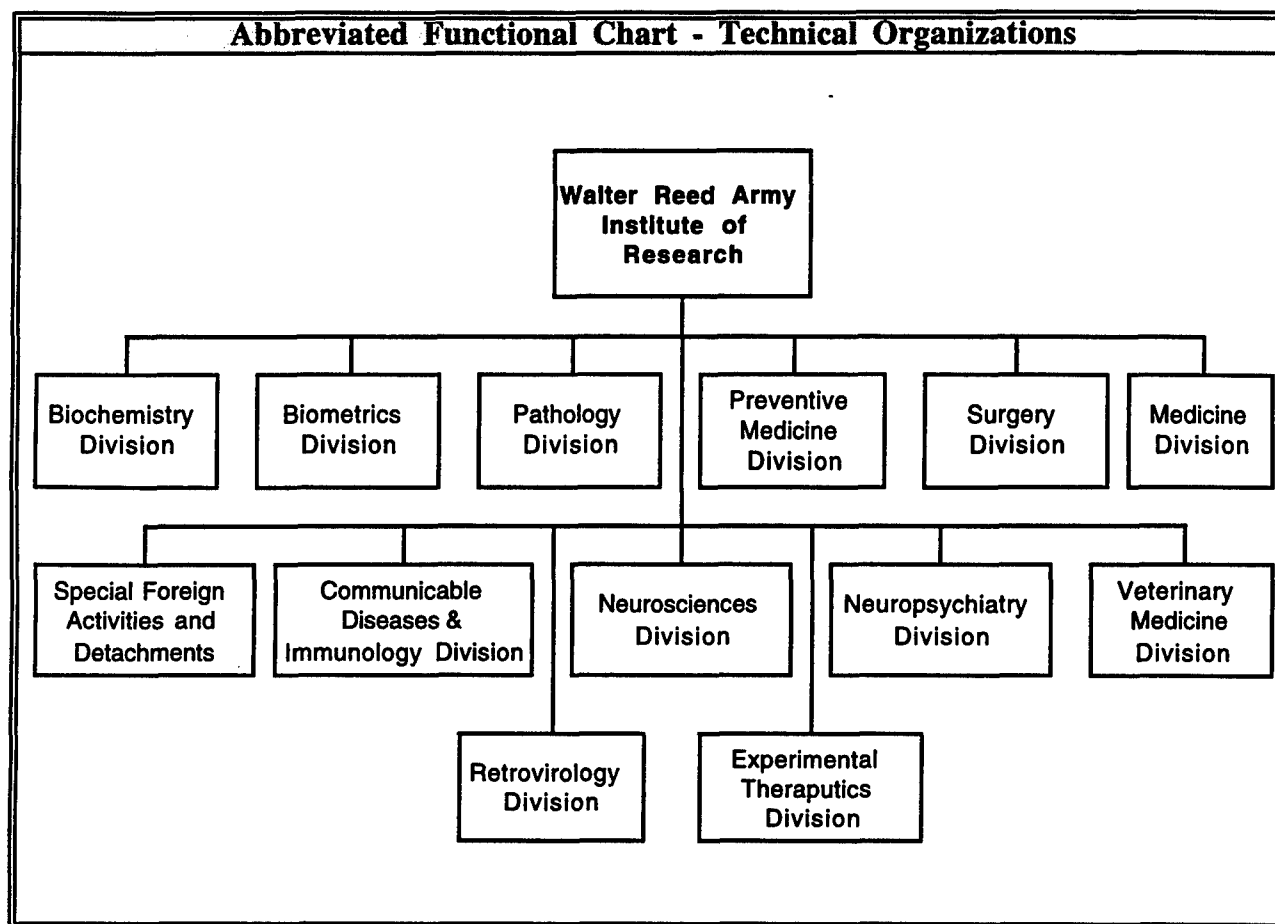 Abbreviated Functional Chart - Technical Organizations
Walter Reed Army
Institute of
Research
Biochemistry
Division
Biometrics
Division
Pathology
Division
Preventive
Medicine
Division
Surgery
Division
Medicine
Division
Special Foreign
Activities and
Detachments
Communicable
Diseases &
Immunology Division
Neurosciences
Division
Neuropsychiatry
Division
Veterinary
Medicine
Division
Retrovirology
Division
Experimental
Theraputics
Division